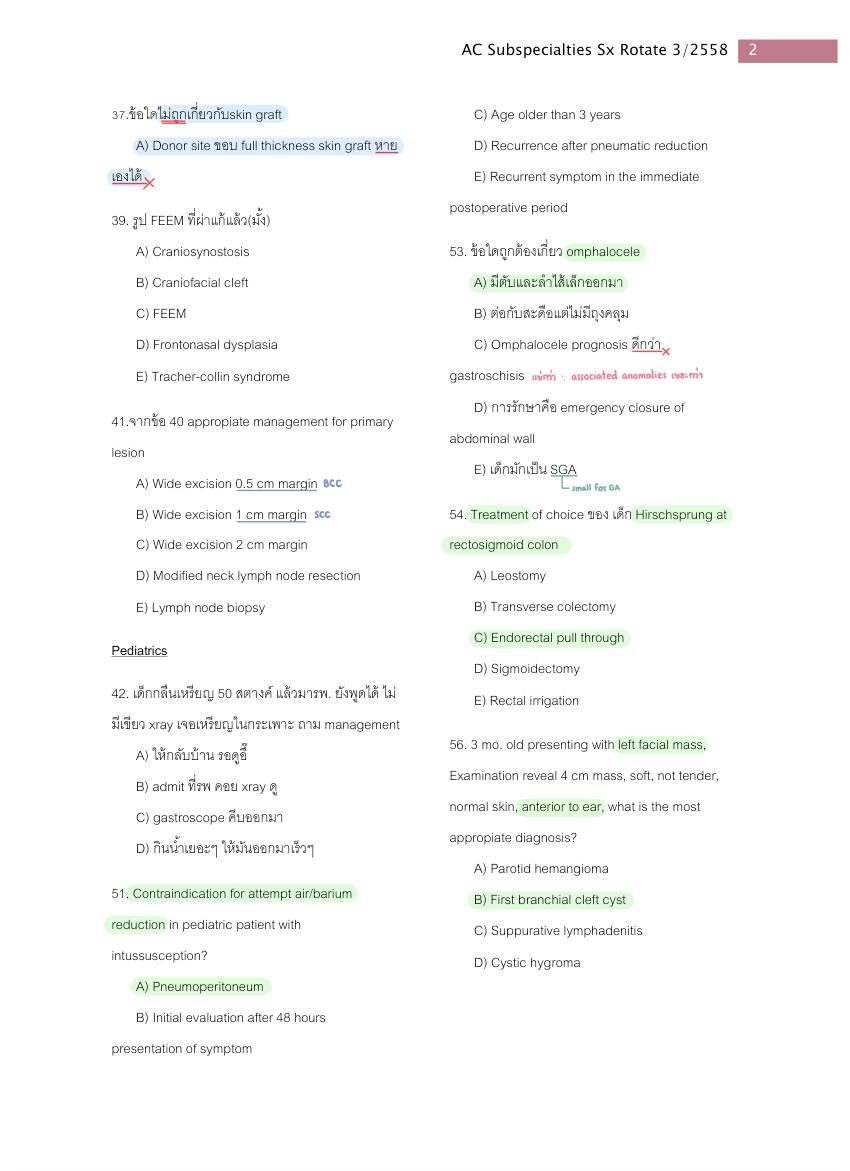 AC Subspecialties Sx Rotate 3/2558 2
37.ข้อใดไม่ถูกเกี่ยวกับskin graft
A) Donor site ของ full thickness skin graft หาย
เองได้
39. รูป FEEM ที่ผ่าแก้แล้ว(มั้ง)
A) Craniosynostosis
B) Craniofacial cleft
C) FEEM
D) Frontonasal dysplasia
E) Tracher-collin syndrome
41.จากข้อ 40 appropiate management for primary
lesion
A) Wide excision 0.5 cm margin BCC
B) Wide excision 1 cm margin SCC
C) Wide excision 2 cm margin
D) Modified neck lymph node resection
E) Lymph node biopsy
Pediatrics
42. เด็กกลืนเหรียญ 50 สตางค์ แล้วมารพ. ยังพูดได้ ไม่
มีเขียว xray เจอเหรียญในกระเพาะ ถาม management
A) ให้กลับบ้าน รอดูอึ๊
B) admit ที่รพ คอย xray ดู
C) gastroscope คีบออกมา
D) กินน้ำเยอะๆ ให้มันออกมาเร็วๆ
51. Contraindication for attempt air/barium
reduction in pediatric patient with
intussusception?
A) Pneumoperitoneum
B) Initial evaluation after 48 hours
presentation of symptom
C) Age older than 3 years
D) Recurrence after pneumatic reduction
E) Recurrent symptom in the immediate
postoperative period
53. ข้อใดถูกต้องเกี่ยว omphalocele
A) มีตับและลำไส้เล็กออกมา
B) ต่อกับสะดือแต่ไม่มีถุงคลุม
C) Omphalocele prognosis ดีกว่า
gastroschisis แย่กว่า ∵ associated anomalies เยอะกว่า
D) การรักษาคือ emergency closure of
abdominal wall
E) เด็กมักเป็น SGA
small for GA
54. Treatment of choice ของ เด็ก Hirschsprung at
rectosigmoid colon
A) Leostomy
B) Transverse colectomy
C) Endorectal pull through
D) Sigmoidectomy
E) Rectal irrigation
56. 3 mo. old presenting with left facial mass,
Examination reveal 4 cm mass, soft, not tender,
normal skin, anterior to ear, what is the most
appropiate diagnosis?
A) Parotid hemangioma
B) First branchial cleft cyst
C) Suppurative lymphadenitis
D) Cystic hygroma